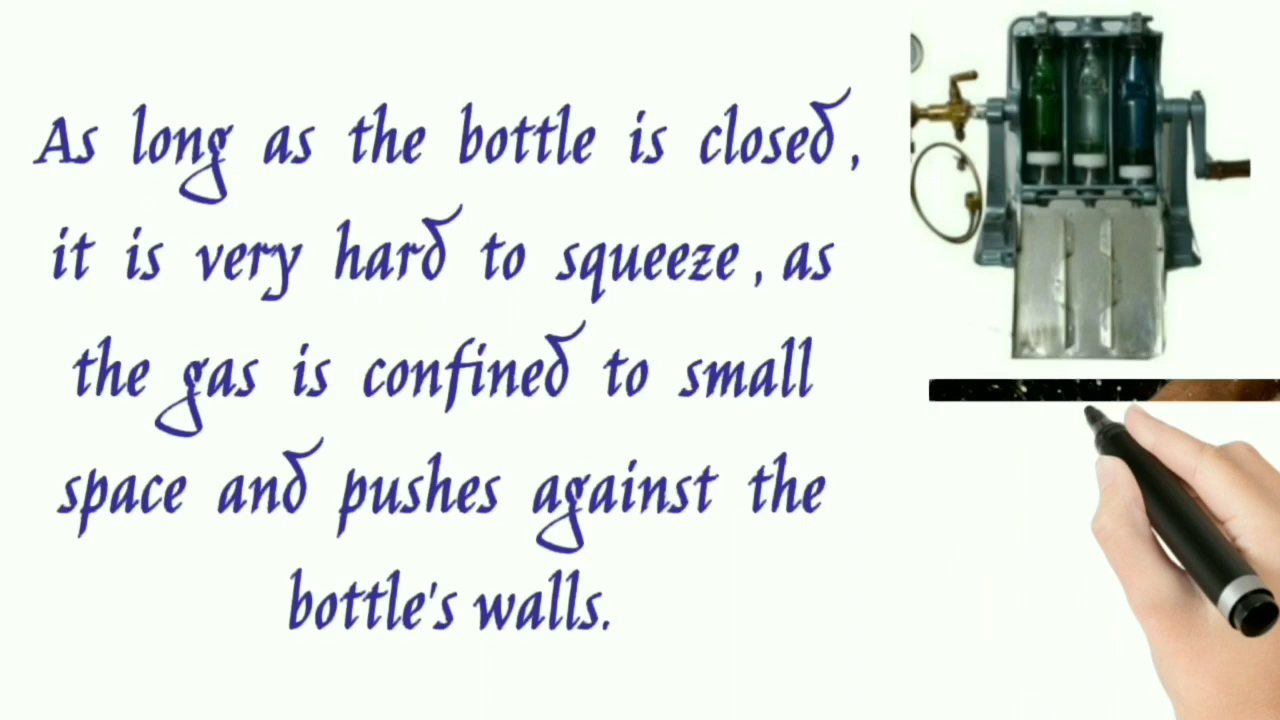 As long as the bottle is closed,
it is very hard to squeeze, as
the gas is confined to small
space and pushes against the
bottle's walls.